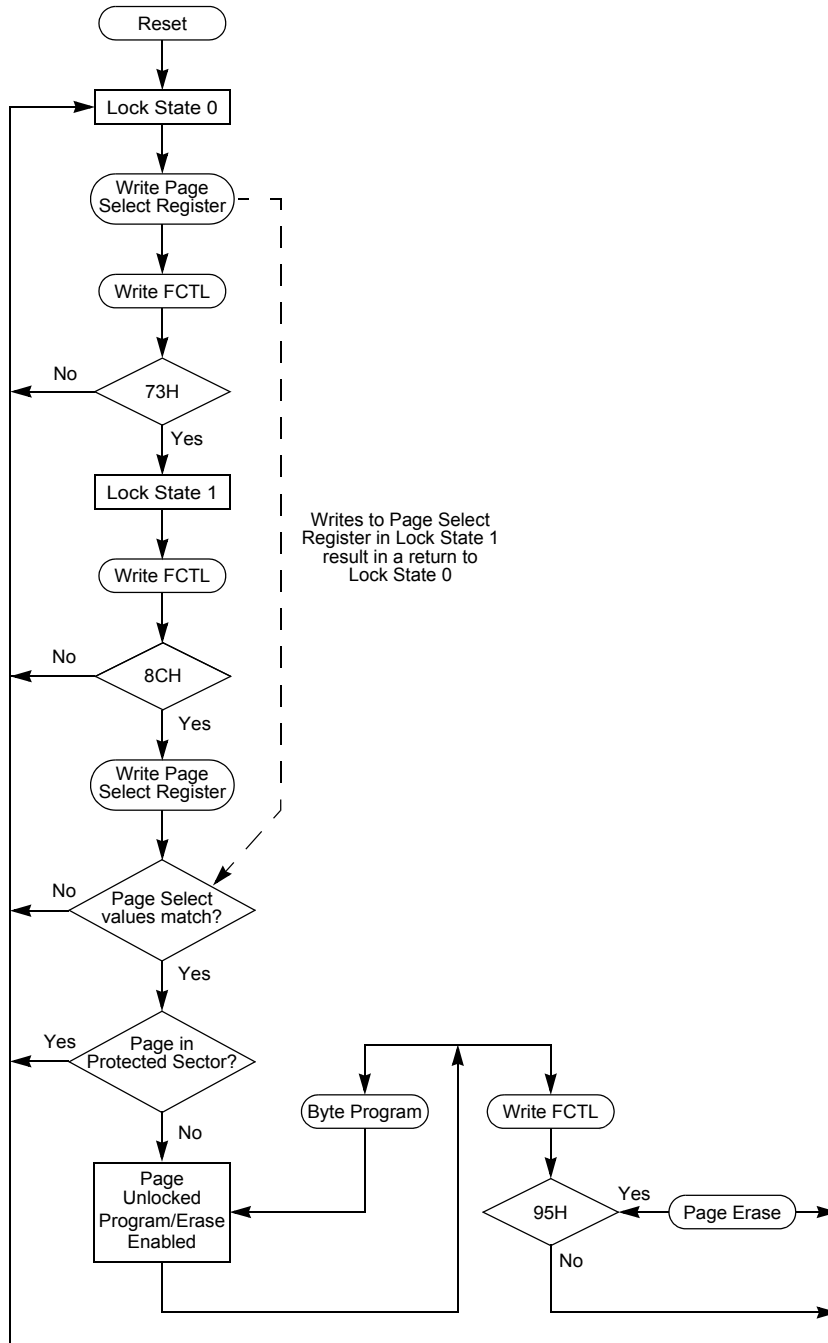 Reset
Lock State 0
Write Page
Select Register
Write FCTL
No
73H
Yes
Lock State 1
Writes to Page Select
Register in Lock State 1
result in a return to
Lock State 0
Write FCTL
No
8CH
Yes
Write Page
Select Register
No
Page Select
values match?
Yes
Yes
Page in
Protected Sector?
No
Byte Program
Write FCTL
Page
Unlocked
Program/Erase
Enabled
95H
Yes
Page Erase
No